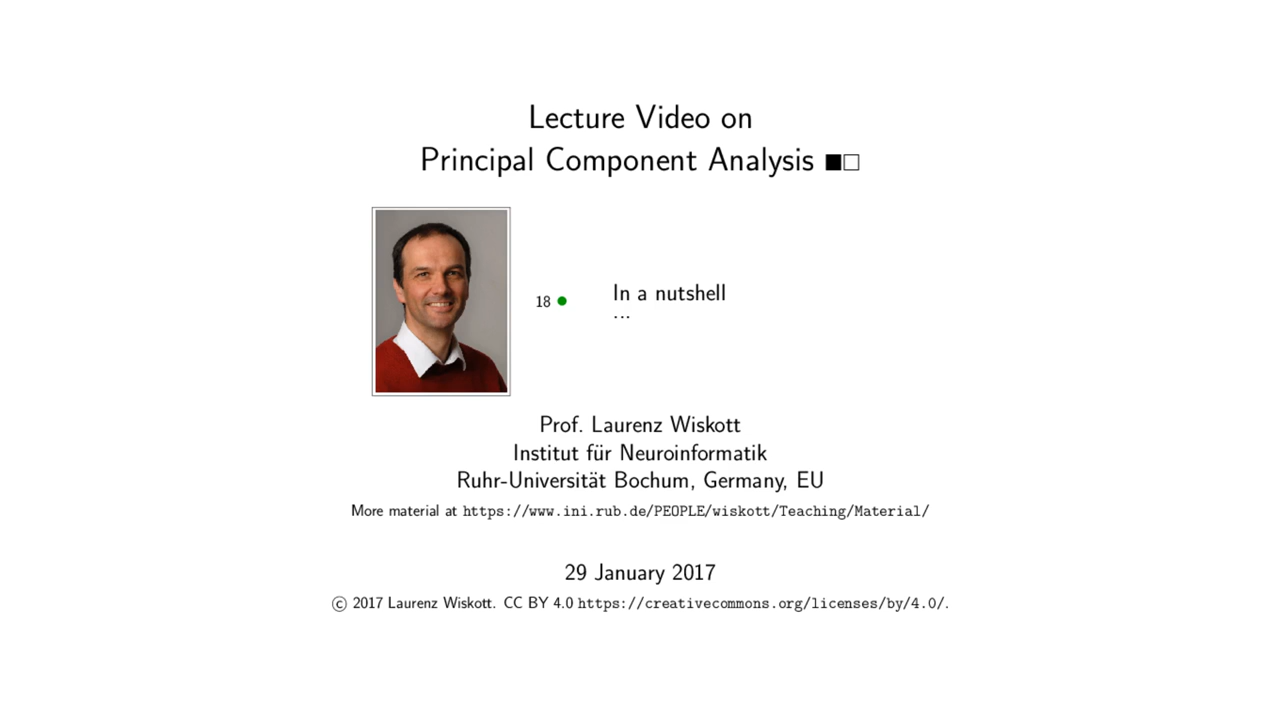 Lecture Video on
Principal Component Analysis ■□
18 ● In a nutshell
...
Prof. Laurenz Wiskott
Institut für Neuroinformatik
Ruhr-Universität Bochum, Germany, EU
More material at https://www.ini.rub.de/PEOPLE/wiskott/Teaching/Material/
29 January 2017
© 2017 Laurenz Wiskott. CC BY 4.0 https://creativecommons.org/licenses/by/4.0/.